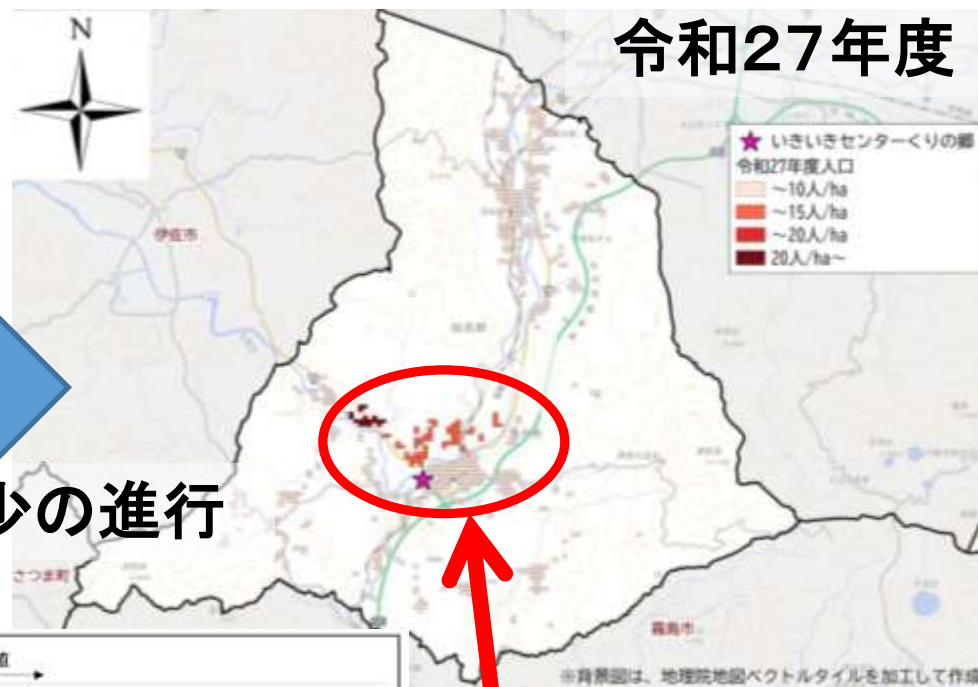 N
令和27年度
いきいきセンターくりの郷
令和27年度人口
～10人/ha
～15人/ha
～20人/ha
20人/ha～
伊佐市
少の進行
さつま町
霧島市
※背景図は、地理院地図ベクトルタイルを加工して作成